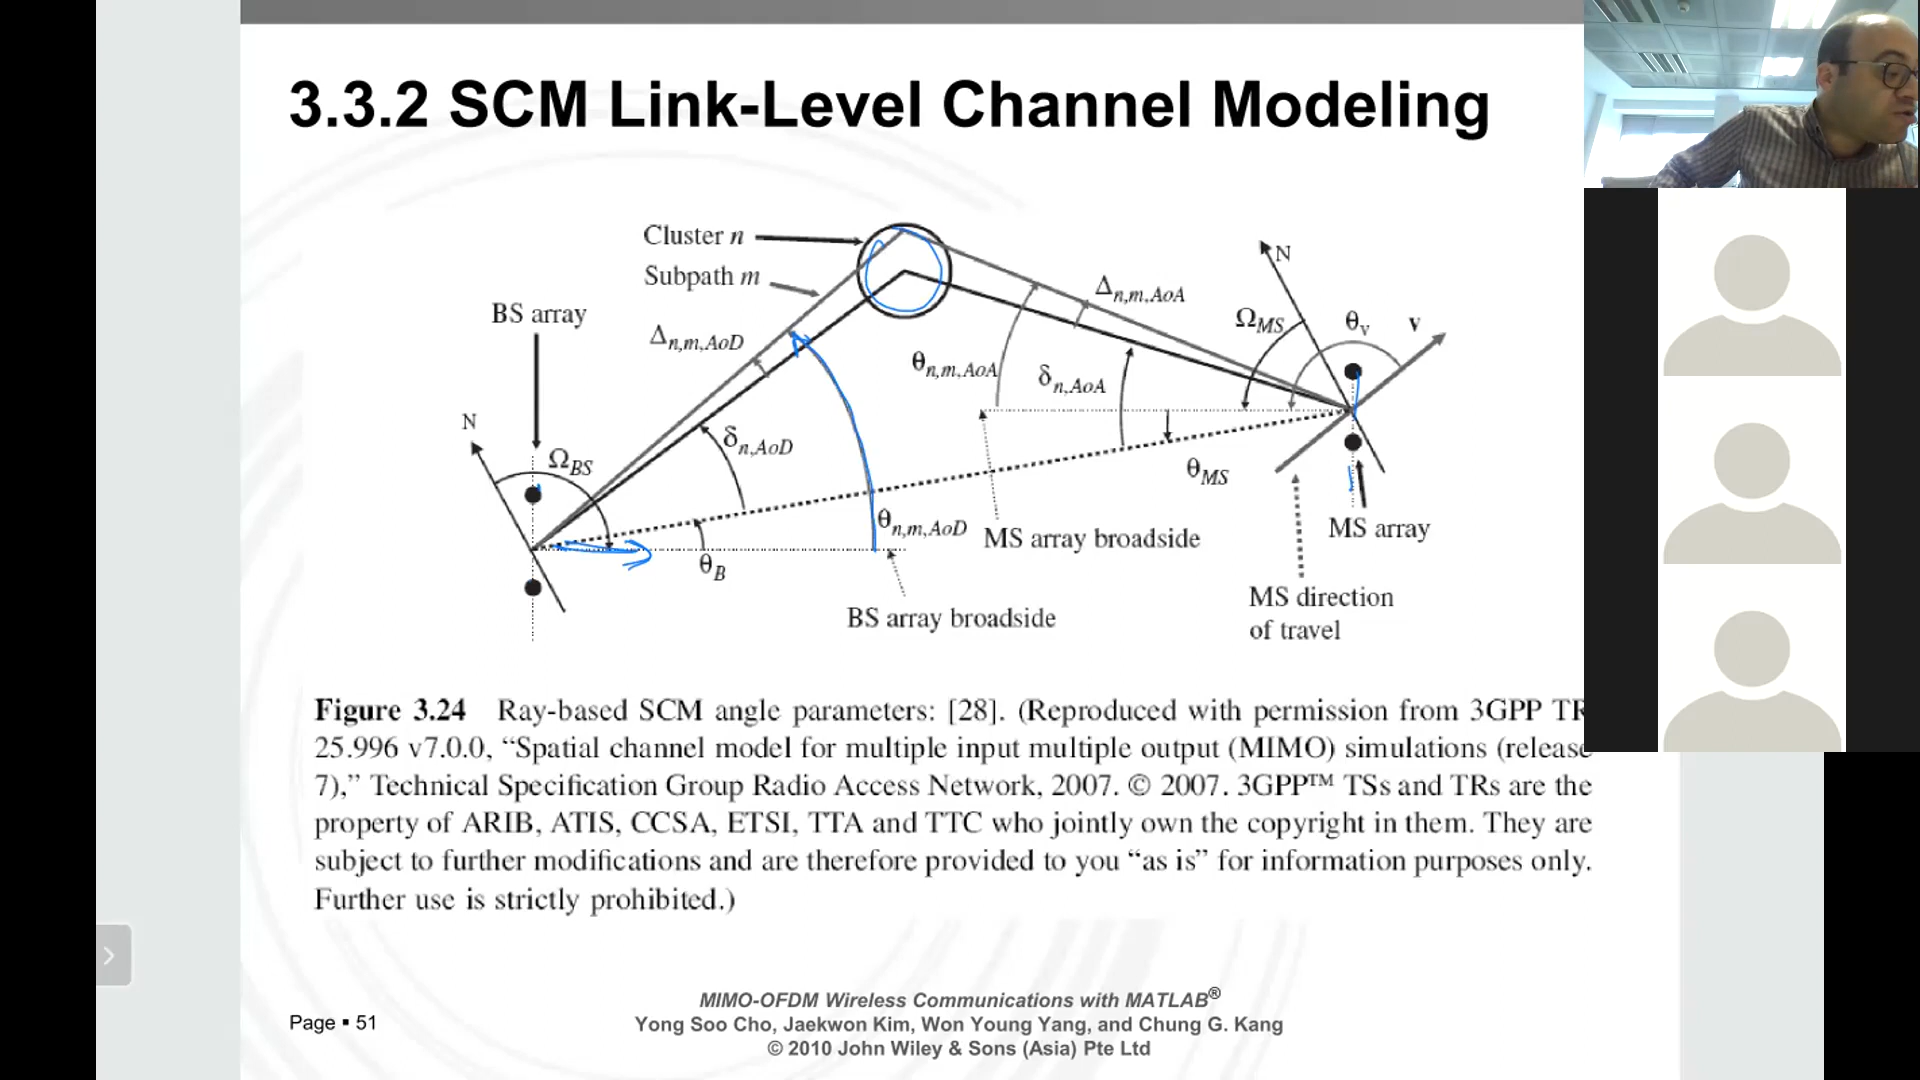 3.3.2 SCM Link-Level Channel Modeling
Cluster n
Subpath m
BS array
Δn,m,AoD
N
ΩBS
δn,AoD
θn,m,AoD
θB
BS array broadside
Δn,m,AoA
θn,m,AoA
δn,AoA
ΩMS
N
θv
v
θMS
MS array broadside
MS array
MS direction
of travel
Figure 3.24 Ray-based SCM angle parameters: [28]. (Reproduced with permission from 3GPP TR
25.996 v7.0.0, “Spatial channel model for multiple input multiple output (MIMO) simulations (release
7),” Technical Specification Group Radio Access Network, 2007. © 2007. 3GPP™ TSs and TRs are the
property of ARIB, ATIS, CCSA, ETSI, TTA and TTC who jointly own the copyright in them. They are
subject to further modifications and are therefore provided to you “as is” for information purposes only.
Further use is strictly prohibited.)
Page ▪ 51
MIMO-OFDM Wireless Communications with MATLAB®
Yong Soo Cho, Jaekwon Kim, Won Young Yang, and Chung G. Kang
© 2010 John Wiley & Sons (Asia) Pte Ltd